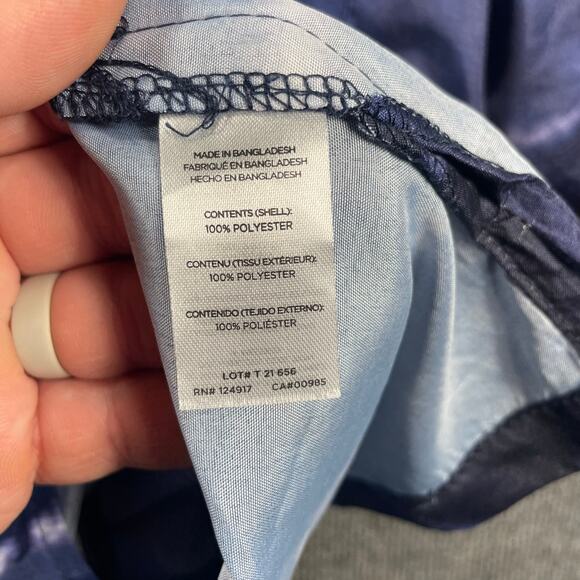 MADE IN BANGLADESH
FABRIQUÉ EN BANGLADESH
HECHO EN BANGLADESH
CONTENTS (SHELL):
100% POLYESTER
CONTENU (TISSU EXTÉRIEUR):
100% POLYESTER
CONTENIDO (TEJIDO EXTERNO):
100% POLIÉSTER
LOT# T 21 656
RN# 124917 CA#00985